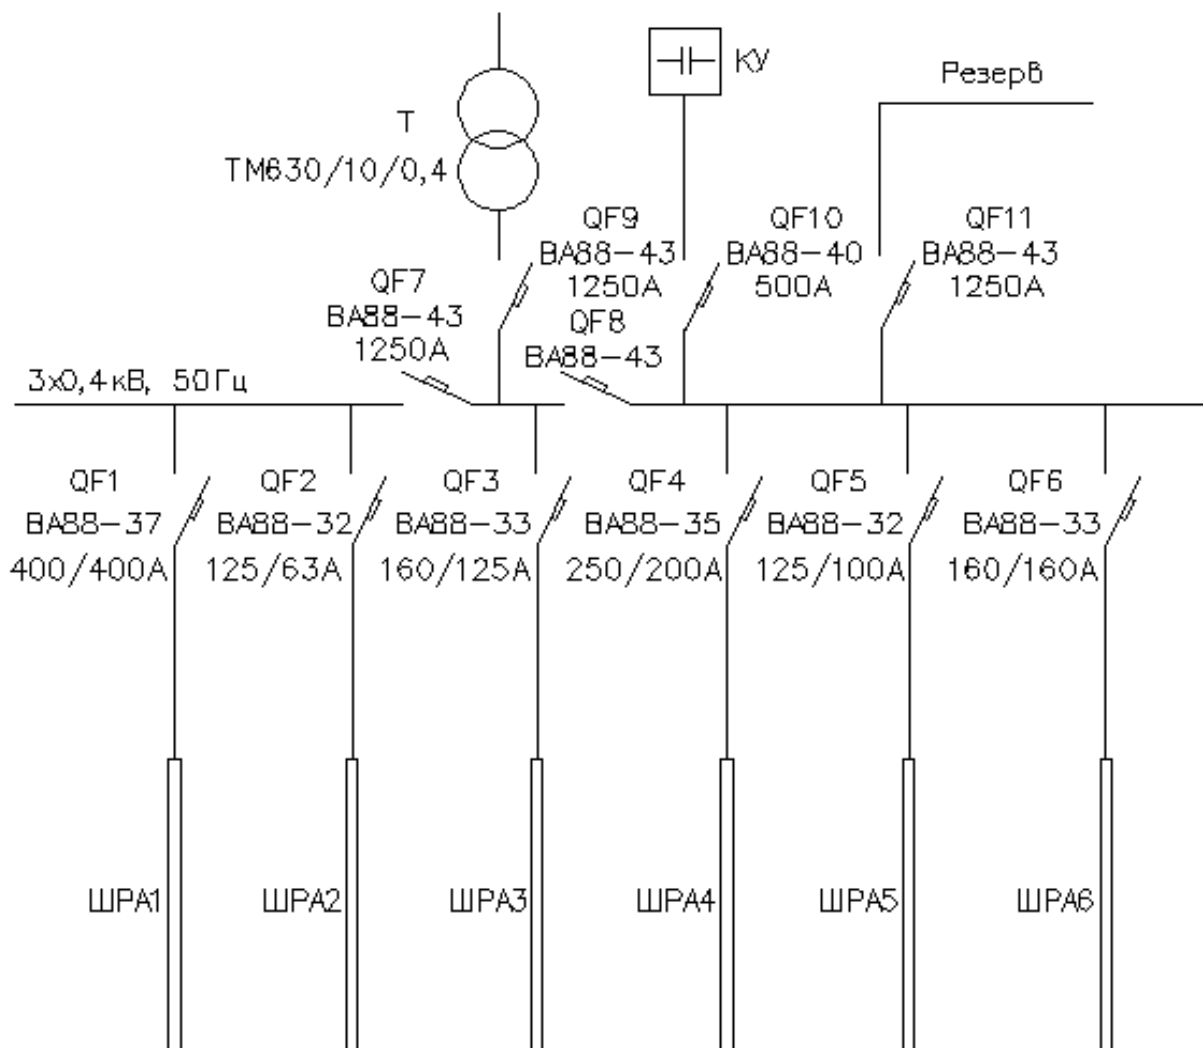 КУ
Резерв
Т
ТМ630/10/0,4
QF9
ВА88-43
1250А
QF10
ВА88-40
500А
QF11
ВА88-43
1250А
QF7
ВА88-43
1250А
QF8
ВА88-43
3х0,4кВ, 50Гц
QF1
ВА88-37
400/400А
QF2
ВА88-32
125/63А
QF3
ВА88-33
160/125А
QF4
ВА88-35
250/200А
QF5
ВА88-32
125/100А
QF6
ВА88-33
160/160А
ШРА1
ШРА2
ШРА3
ШРА4
ШРА5
ШРА6